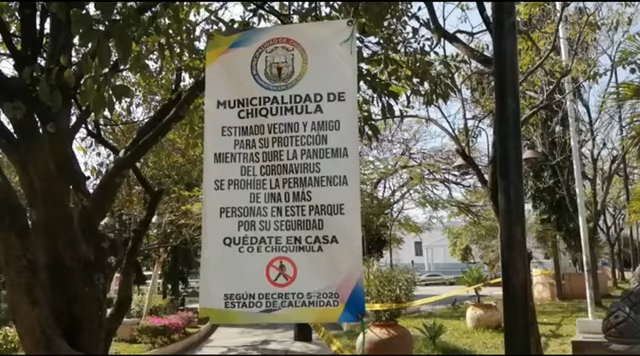 MUNICIPALIDAD DE
CHIQUIMULA
ESTIMADO VECINO Y AMIGO
PARA SU PROTECCIÓN
MIENTRAS DURE LA PANDEMIA
DEL CORONAVIRUS
SE PROHÍBE LA PERMANENCIA
DE UNA O MÁS
PERSONAS EN ESTE PARQUE
POR SU SEGURIDAD
QUÉDATE EN CASA
C O E CHIQUIMULA
SEGÚN DECRETO 5-2020
ESTADO DE CALAMIDAD